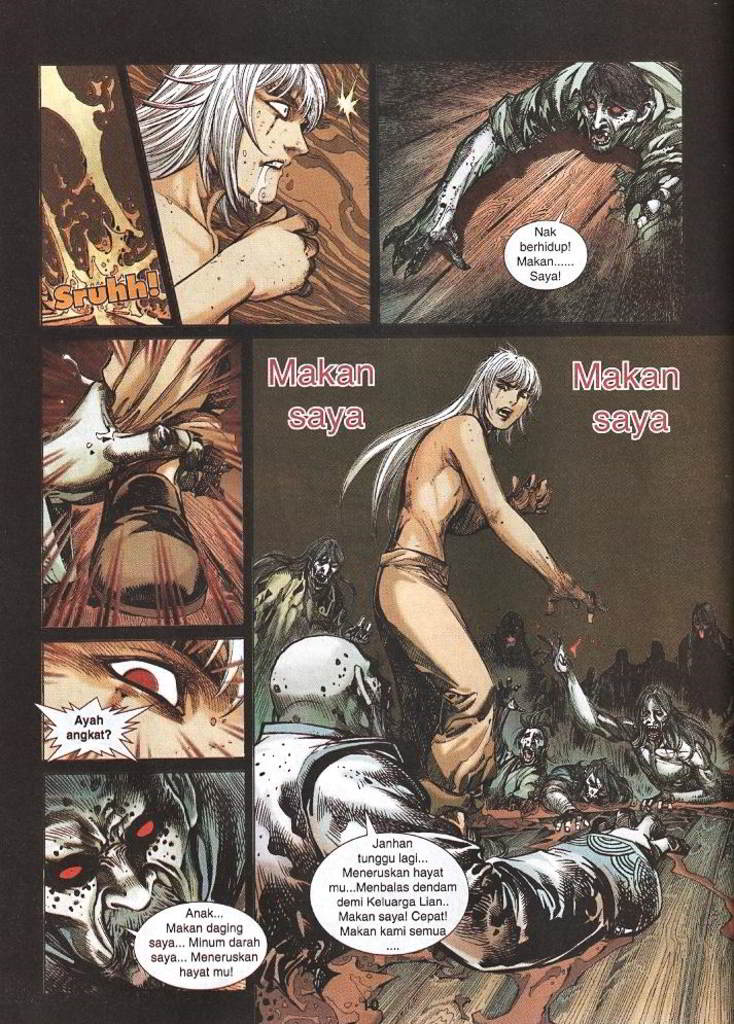 Sruhh!
Nak
berhidup!
Makan......
Saya!
Makan
saya
Makan
saya
Ayah
angkat?
Anak...
Makan daging
saya... Minum darah
saya... Meneruskan
hayat mu!
Janhan
tunggu lagi...
Meneruskan hayat
mu...Menbalas dendam
demi Keluarga Lian..
Makan saya! Cepat!
Makan kami semua
....
10